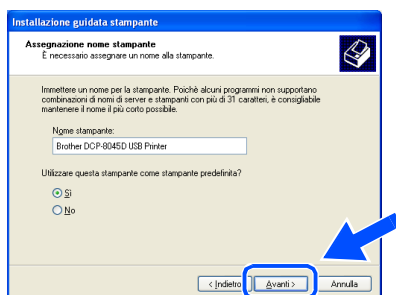 Installazione guidata stampante
Assegnazione nome stampante
È necessario assegnare un nome alla stampante.
Immettere un nome per la stampante. Poichè alcuni programmi non supportano
combinazioni di nomi di server e stampanti con più di 31 caratteri, è consigliabile
mantenere il nome il più corto possibile.
Nome stampante:
Brother DCP-8045D USB Printer
Utilizzare questa stampante come stampante predefinita?
Sì
No
< Indietro
Avanti >
Annulla